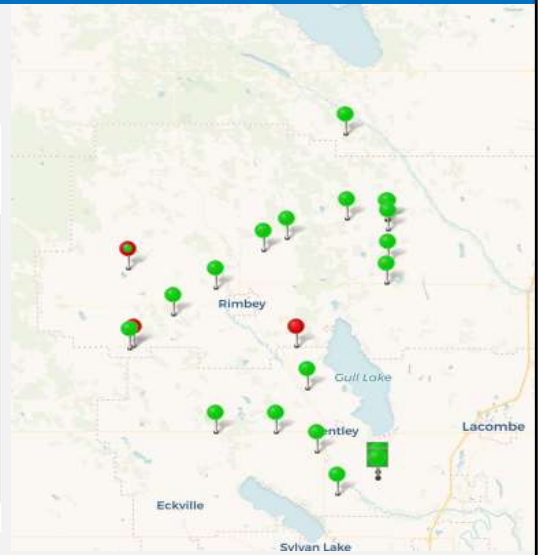 Rimbey
Gull Lake
entley
Lacombe
Eckville
Sylvan Lake